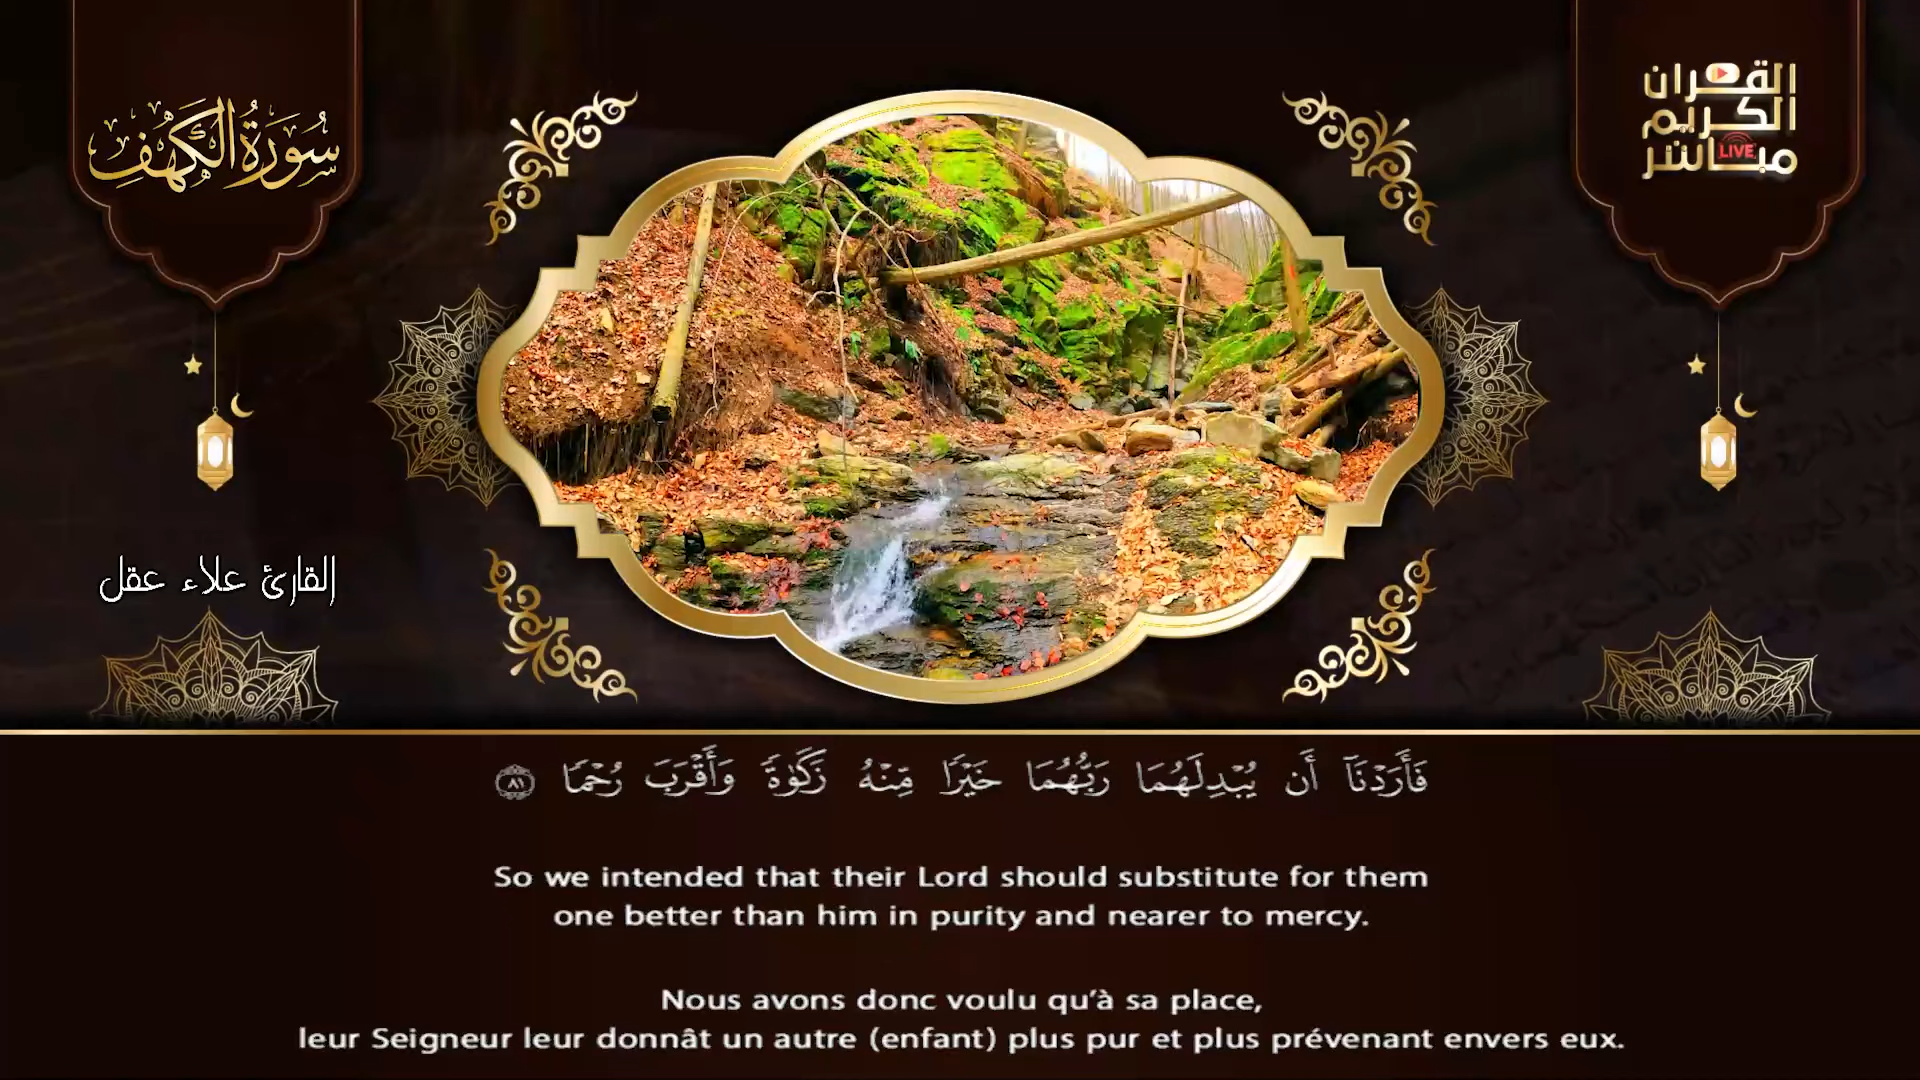 سُورَةُ الْكَهْفِ
القرآن
الكريم
مباشر
LIVE
القارئ علاء عقل
فَأَرَدْنَآ أَن يُبْدِلَهُمَا رَبُّهُمَا خَيْرًا مِّنْهُ زَكَوٰةً وَأَقْرَبَ رُحْمًا ٨١
So we intended that their Lord should substitute for them
one better than him in purity and nearer to mercy.
Nous avons donc voulu qu'à sa place,
leur Seigneur leur donnât un autre (enfant) plus pur et plus prévenant envers eux.